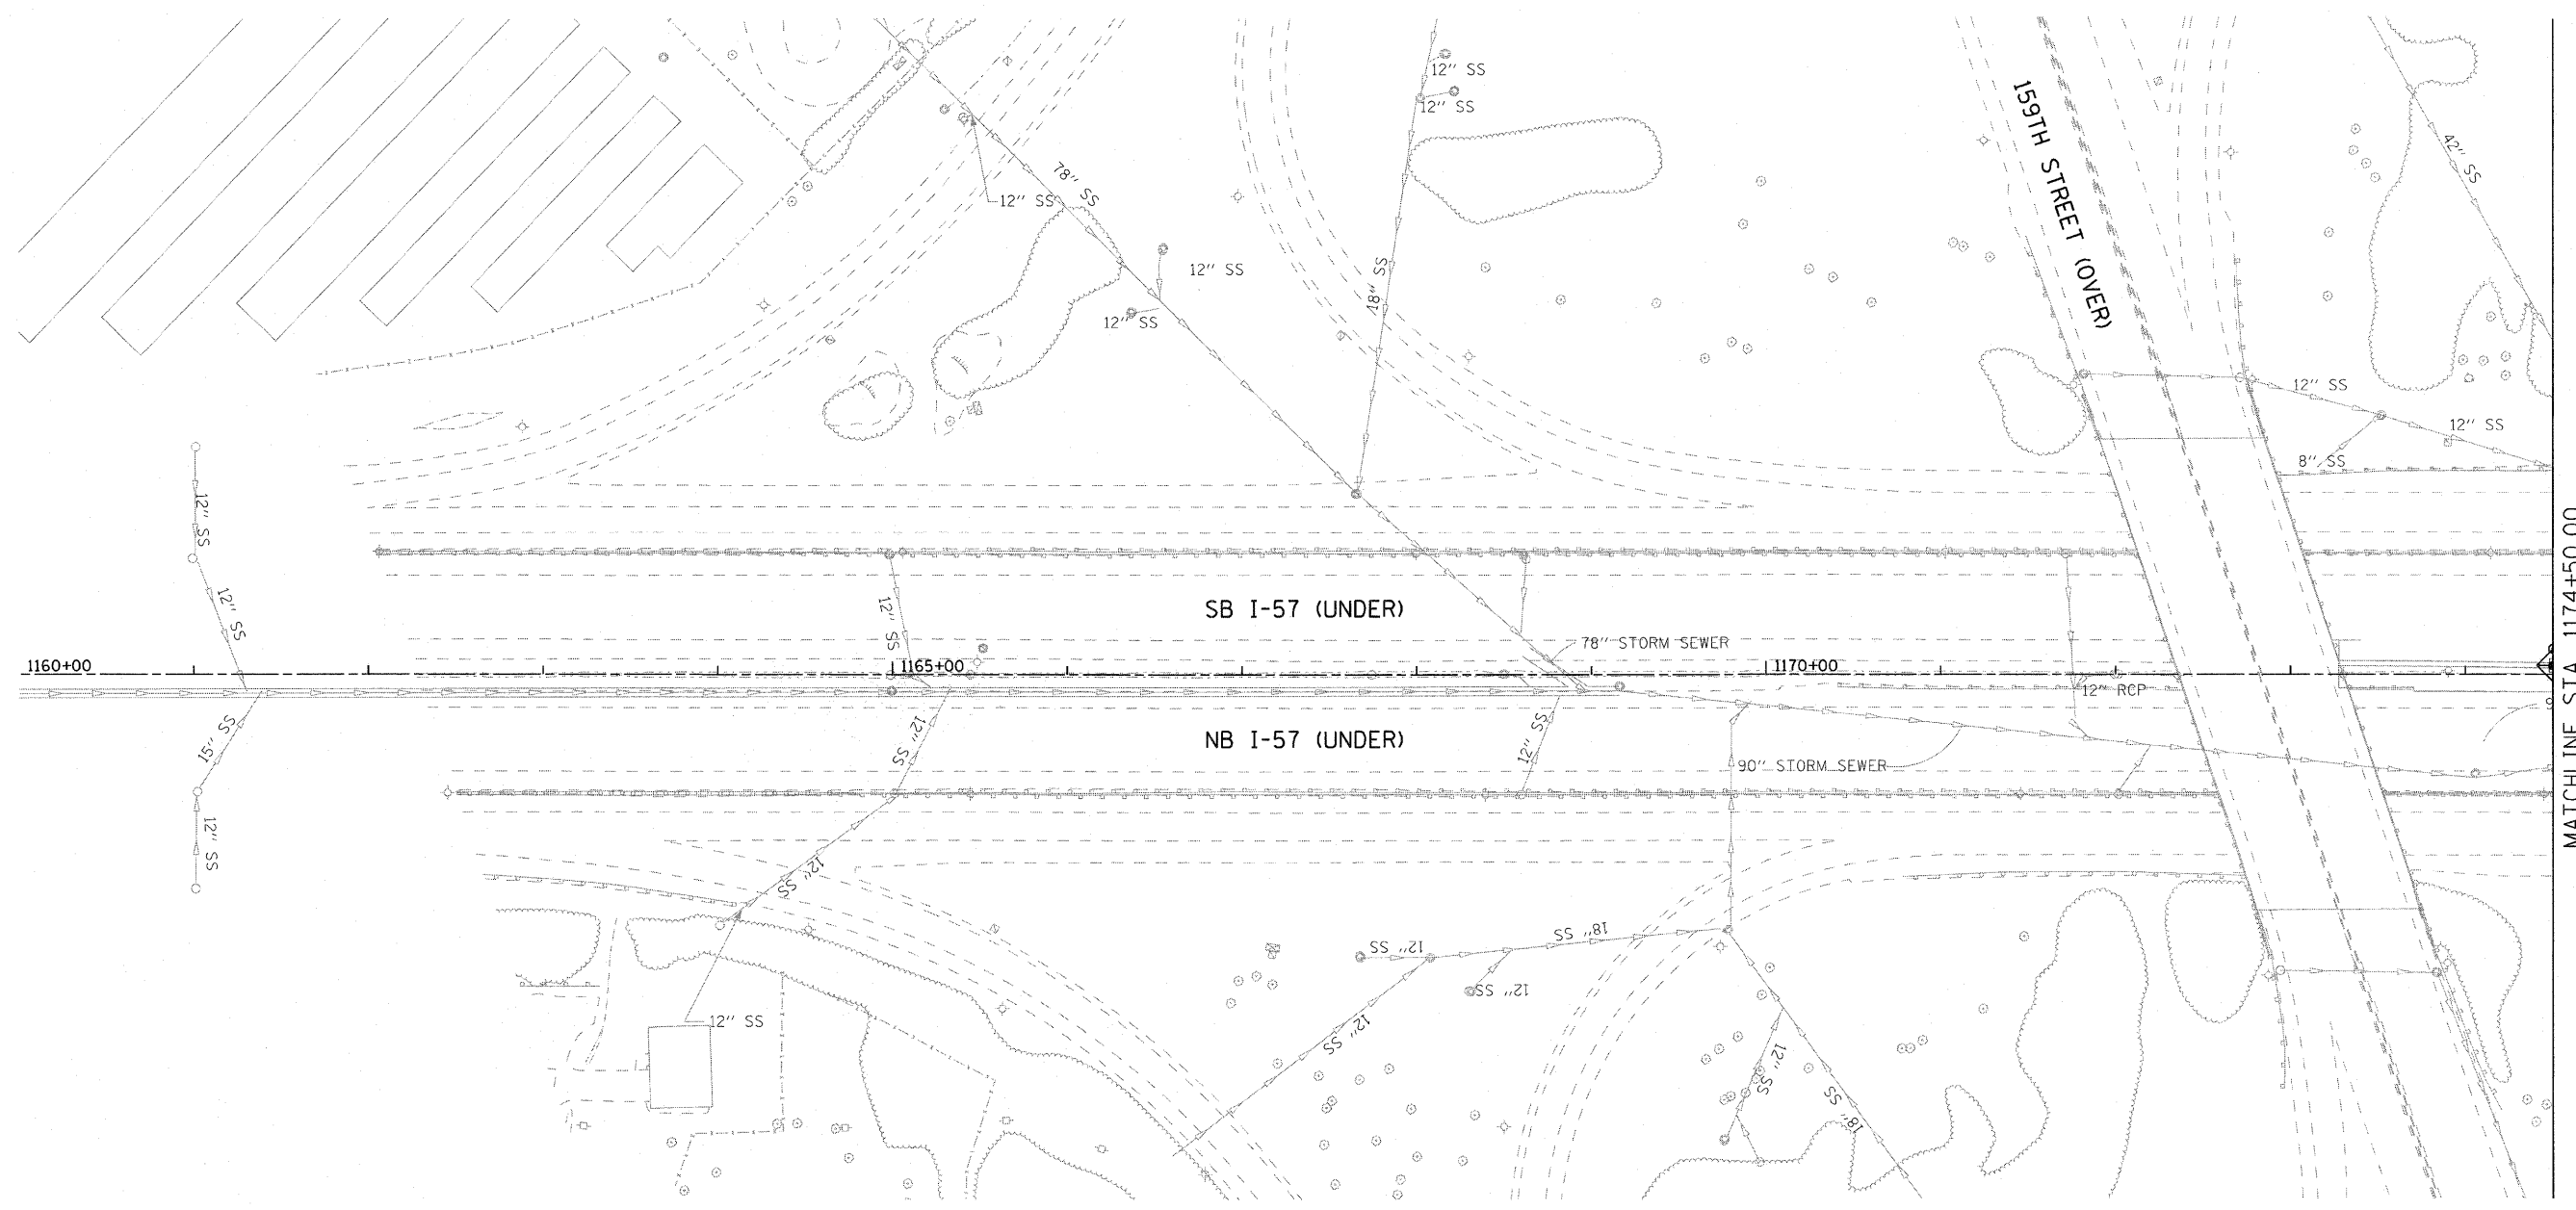 12" SS
12" SS
159TH STREET (OVER)
78" SS
42" SS
12" SS
12" SS
18" SS
12" SS
12" SS
12" SS
8" SS
12" SS
12" SS
12" SS
SB I-57 (UNDER)
78" STORM SEWER
1160+00
1165+00
1170+00
12" RCP
MATCHLINE STA 1174+50.00
15" SS
12" SS
12" SS
NB I-57 (UNDER)
90" STORM SEWER
12" SS
12" SS
12" SS
18" SS
12" SS
12" SS
12" SS
12" SS
18" SS